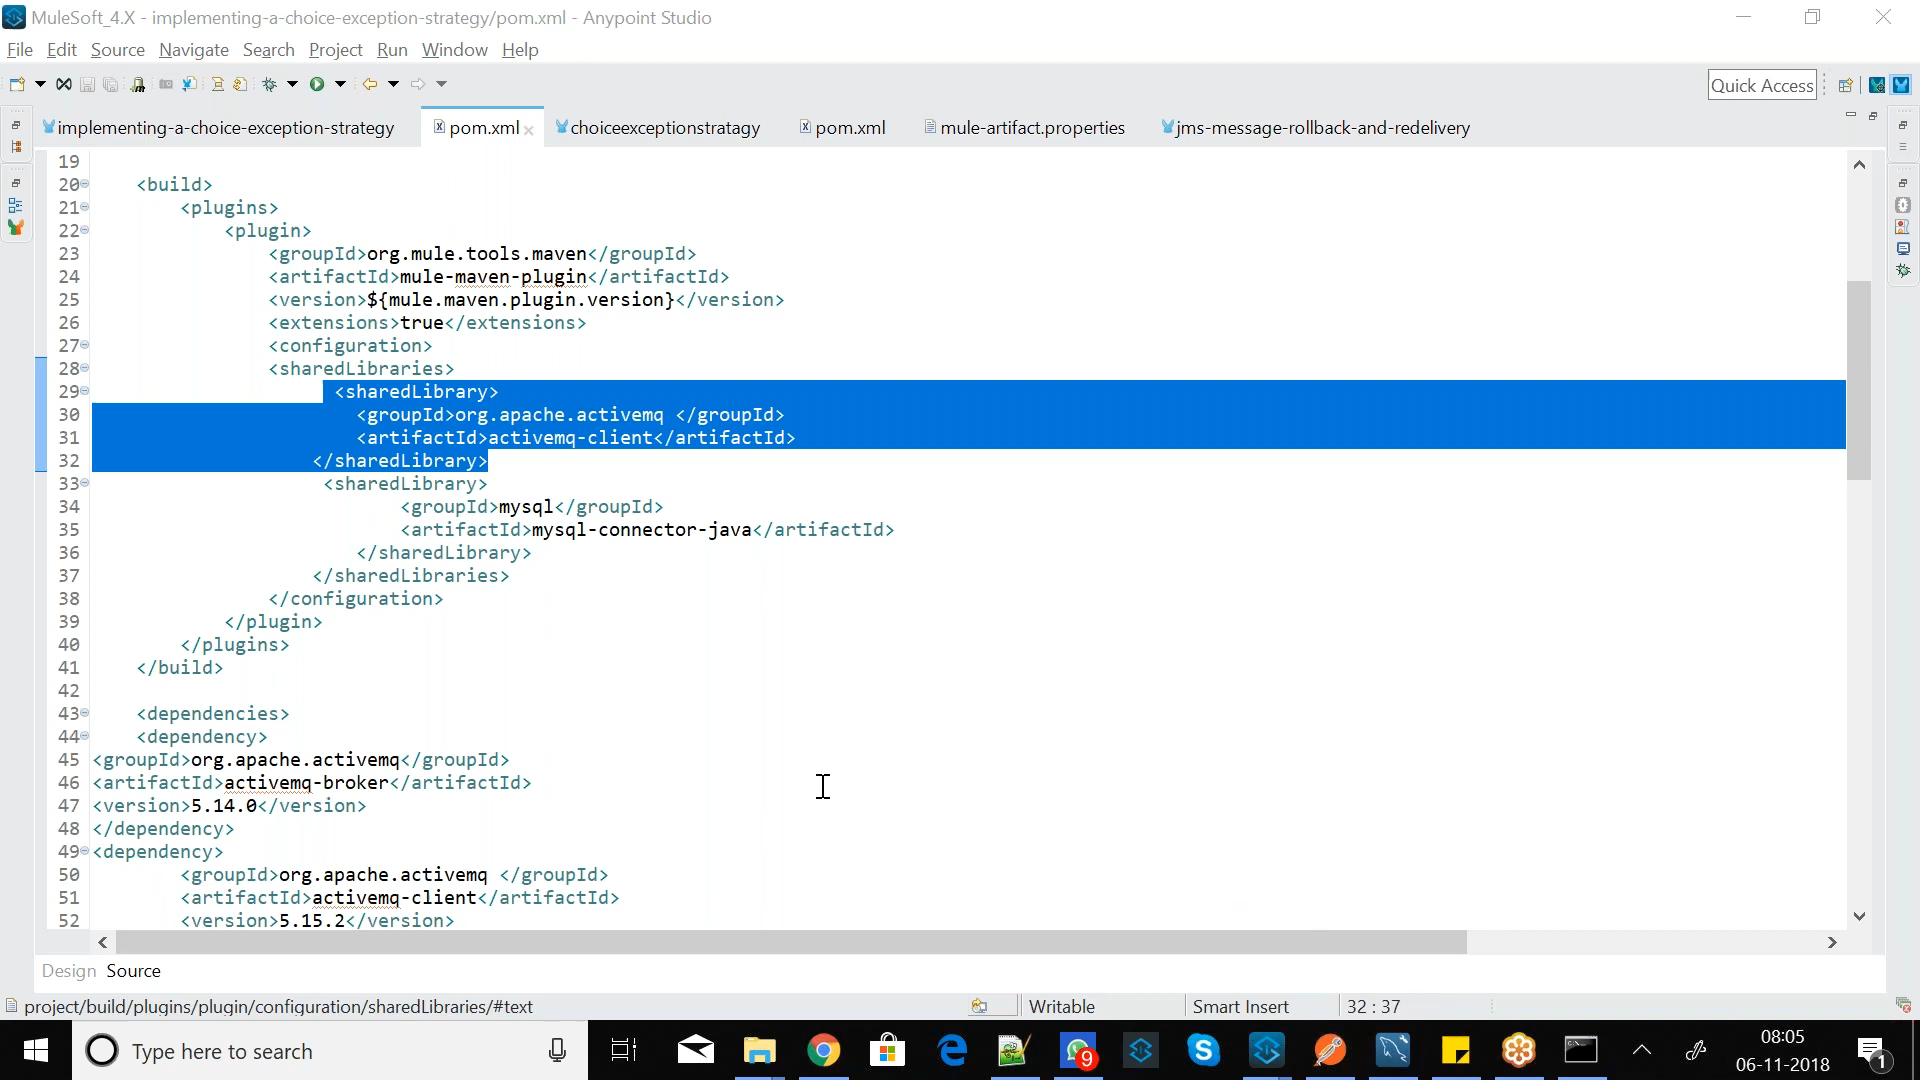 MuleSoft_4.X - implementing-a-choice-exception-strategy/pom.xml - Anypoint Studio
File Edit Source Navigate Search Project Run Window Help
Quick Access
implementing-a-choice-exception-strategy pom.xml choiceexceptionstratagy pom.xml mule-artifact.properties jms-message-rollback-and-redelivery
19
20 <build>
21 <plugins>
22 <plugin>
23 <groupId>org.mule.tools.maven</groupId>
24 <artifactId>mule-maven-plugin</artifactId>
25 <version>${mule.maven.plugin.version}</version>
26 <extensions>true</extensions>
27 <configuration>
28 <sharedLibraries>
29 <sharedLibrary>
30 <groupId>org.apache.activemq </groupId>
31 <artifactId>activemq-client</artifactId>
32 </sharedLibrary>
33 <sharedLibrary>
34 <groupId>mysql</groupId>
35 <artifactId>mysql-connector-java</artifactId>
36 </sharedLibrary>
37 </sharedLibraries>
38 </configuration>
39 </plugin>
40 </plugins>
41 </build>
42
43 <dependencies>
44 <dependency>
45 <groupId>org.apache.activemq</groupId>
46 <artifactId>activemq-broker</artifactId>
47 <version>5.14.0</version>
48 </dependency>
49 <dependency>
50 <groupId>org.apache.activemq </groupId>
51 <artifactId>activemq-client</artifactId>
52 <version>5.15.2</version>
Design Source
project/build/plugins/plugin/configuration/sharedLibraries/#text Writable Smart Insert 32 : 37
Type here to search 9 08:05
06-11-2018 1